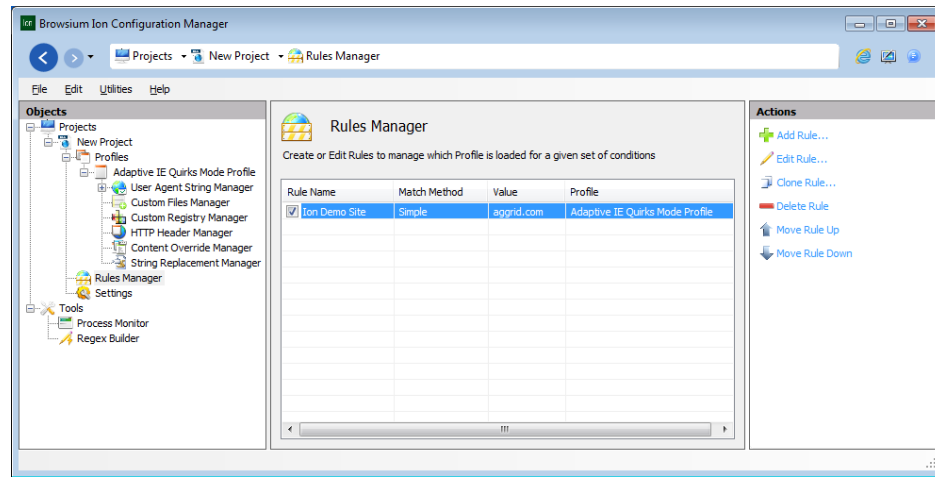 Ion Browsium Ion Configuration Manager
Projects New Project Rules Manager
File Edit Utilities Help
Objects
Projects
New Project
Profiles
Adaptive IE Quirks Mode Profile
User Agent String Manager
Custom Files Manager
Custom Registry Manager
HTTP Header Manager
Content Override Manager
String Replacement Manager
Rules Manager
Settings
Tools
Process Monitor
Regex Builder
Rules Manager
Create or Edit Rules to manage which Profile is loaded for a given set of conditions
Rule Name Match Method Value Profile
Ion Demo Site Simple aggrid.com Adaptive IE Quirks Mode Profile
Actions
Add Rule...
Edit Rule...
Clone Rule...
Delete Rule
Move Rule Up
Move Rule Down